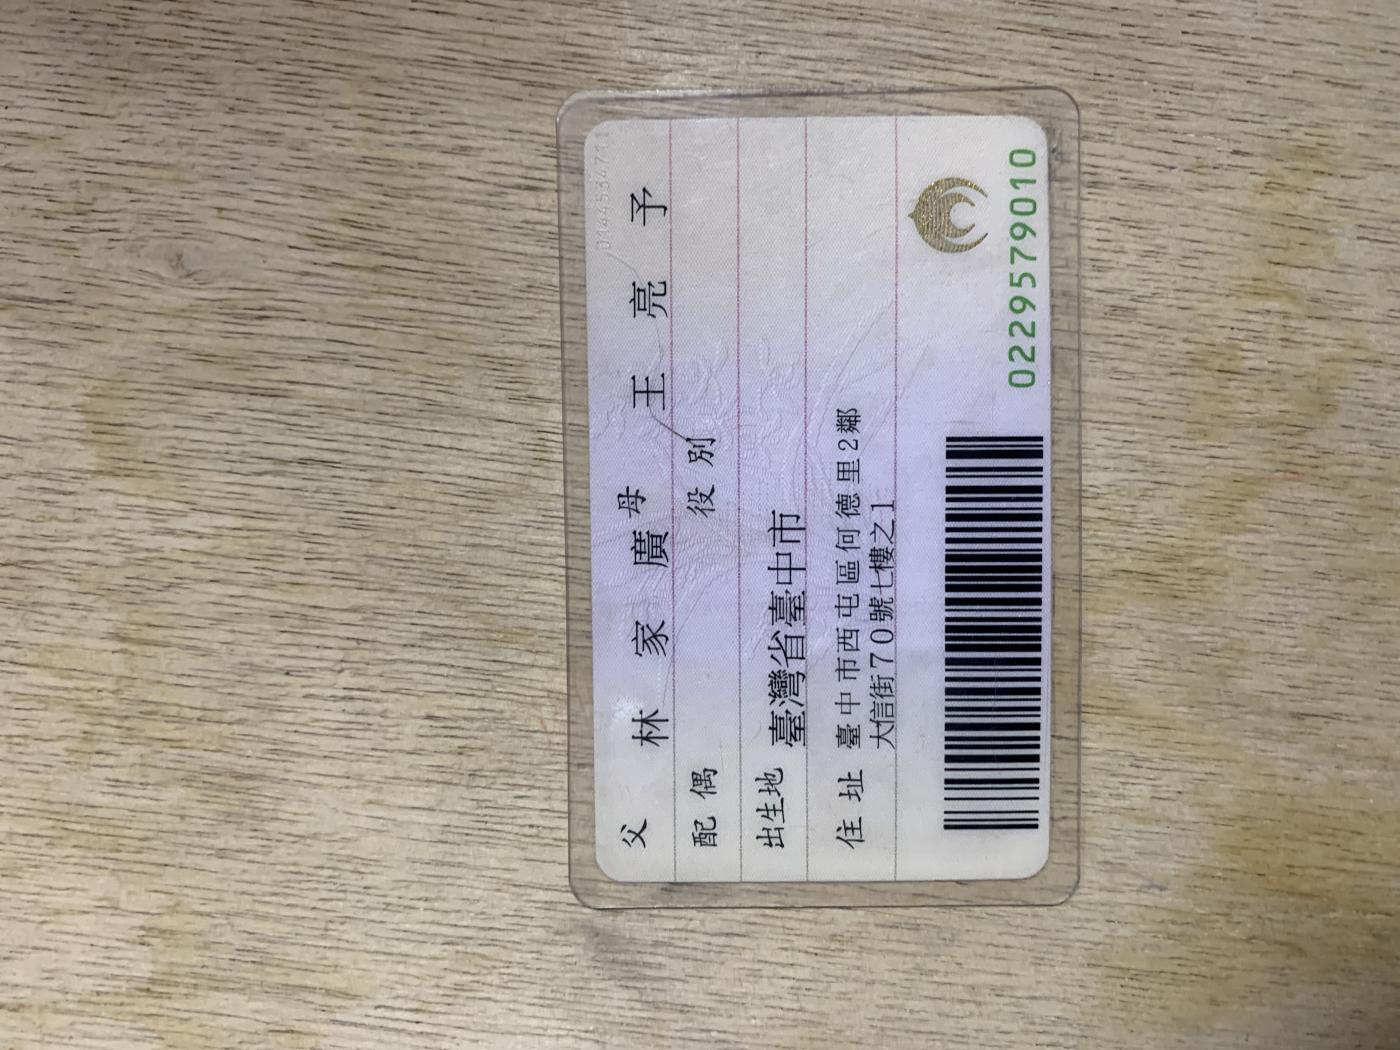 父 林家廣 母 王亮予
配偶 役別
出生地 臺灣省臺中市
住址 臺中市西屯區何德里2鄰
大信街70號七樓之1
0229579010